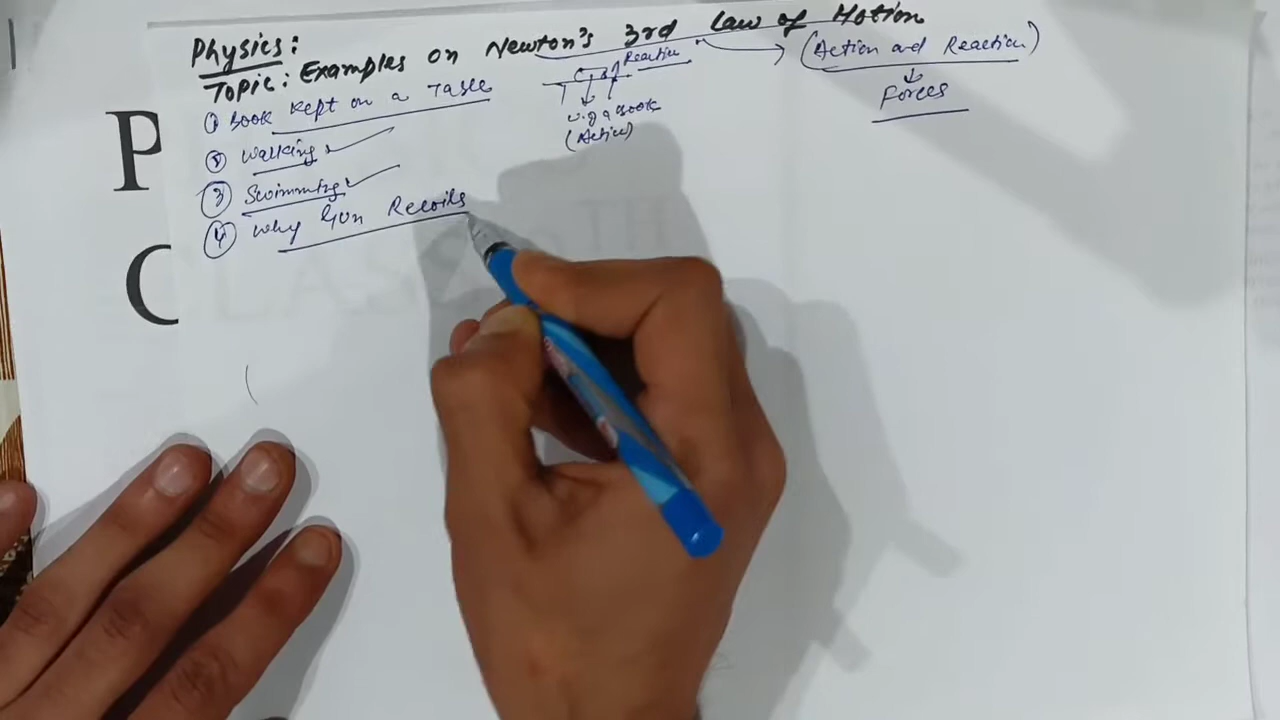 Physics:
Topic: Examples on Newton's 3rd Law of Motion
(Action and Reaction)
Forces
① Book kept on a Table
Reaction
w.g a Book
(Action)
② Walking
③ Swimming
④ Why Gun Recoils
P
C